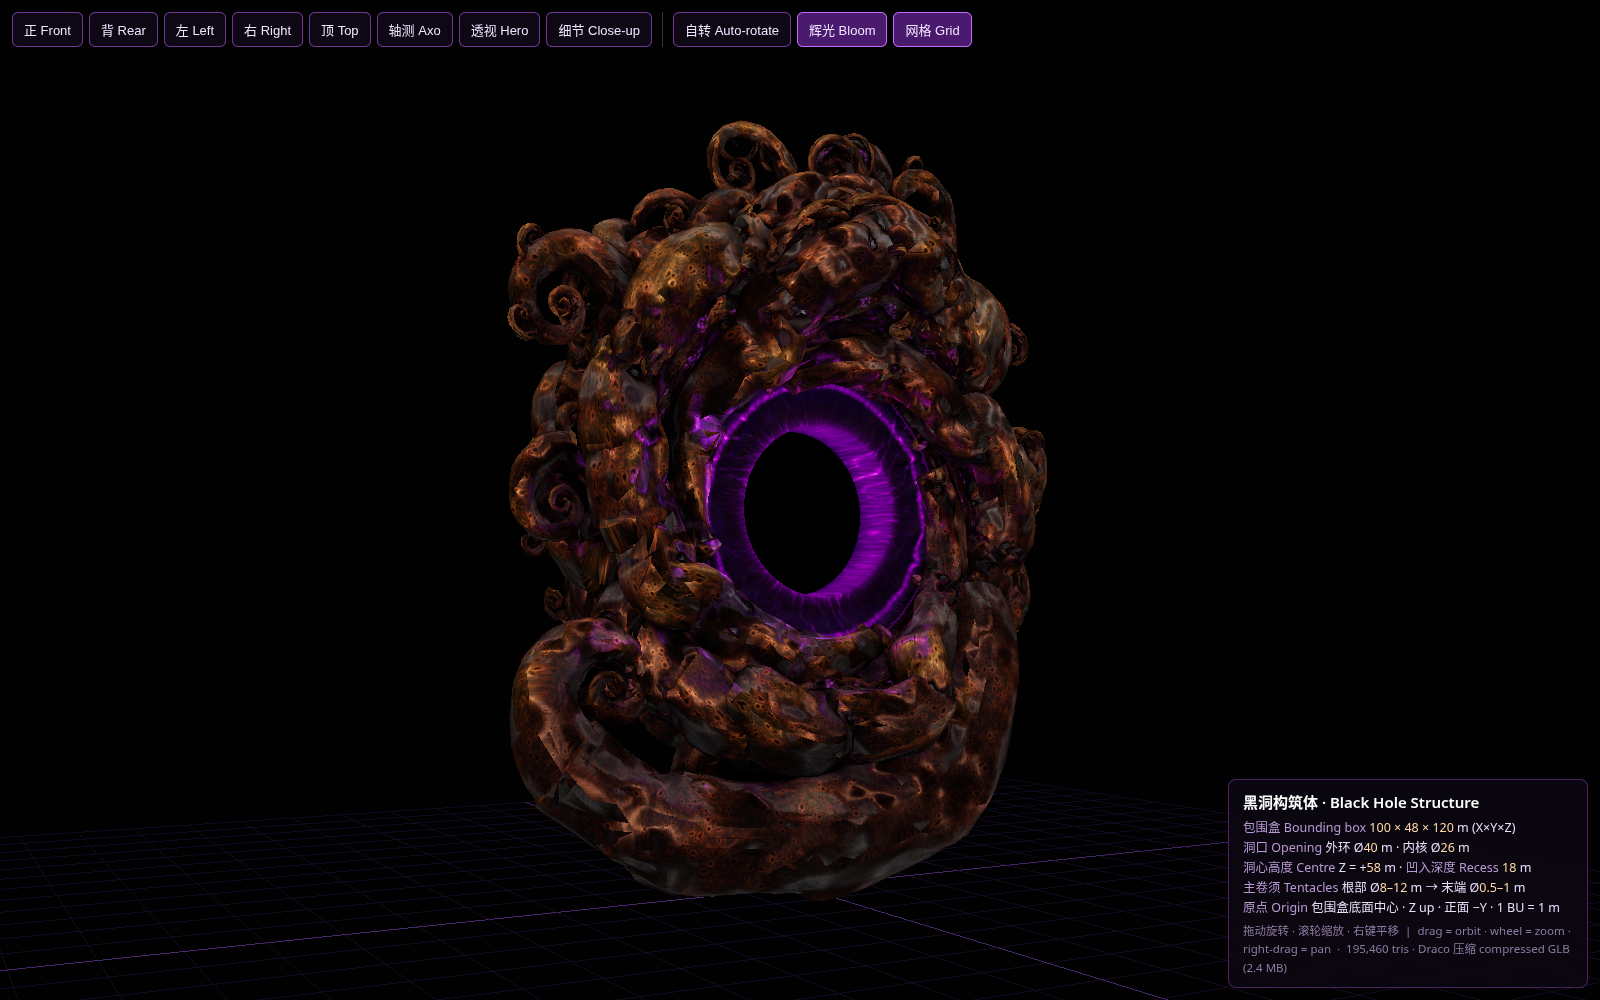 正 Front 背 Rear 左 Left 右 Right 顶 Top 轴测 Axo 透视 Hero 细节 Close-up 自转 Auto-rotate 辉光 Bloom 网格 Grid
黑洞构筑体 · Black Hole Structure
包围盒 Bounding box 100 × 48 × 120 m (X×Y×Z)
洞口 Opening 外环 Ø40 m · 内核 Ø26 m
洞心高度 Centre Z = +58 m · 凹入深度 Recess 18 m
主卷须 Tentacles 根部 Ø8–12 m → 末端 Ø0.5–1 m
原点 Origin 包围盒底面中心 · Z up · 正面 −Y · 1 BU = 1 m
拖动旋转 · 滚轮缩放 · 右键平移 | drag = orbit · wheel = zoom ·
right-drag = pan · 195,460 tris · Draco 压缩 compressed GLB
(2.4 MB)